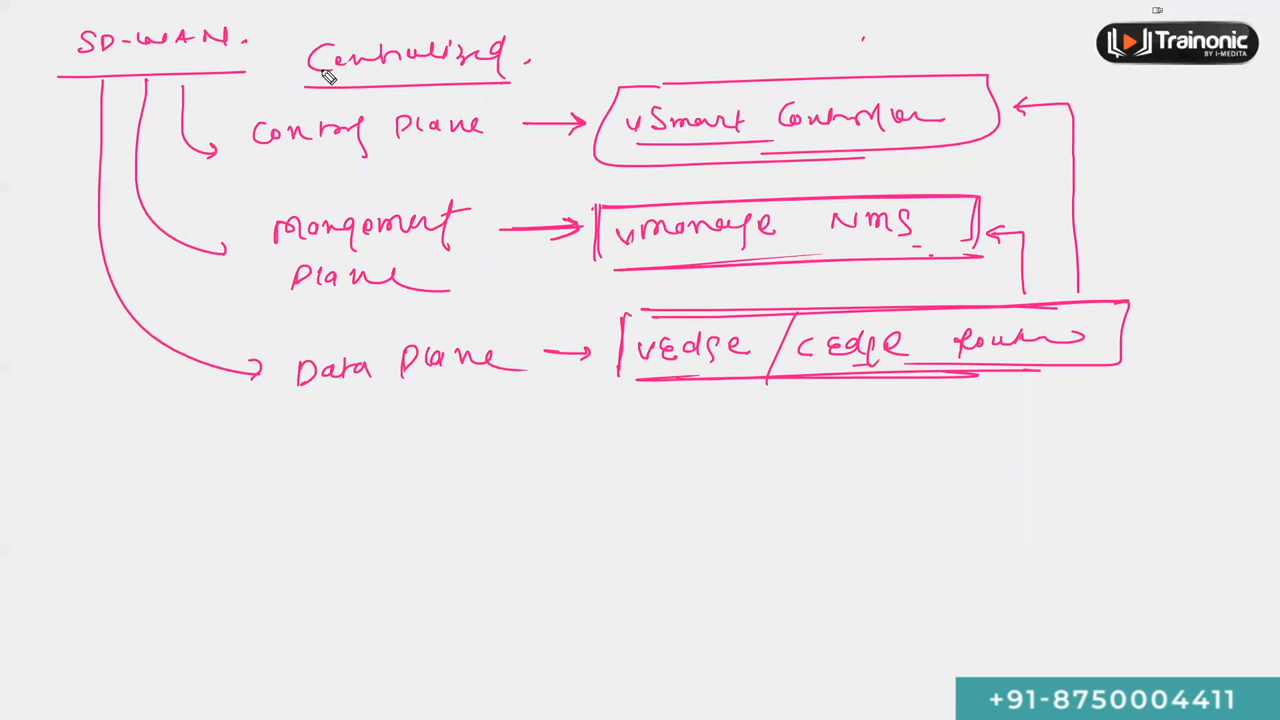 SD-WAN.
Centralized.
Trainonic
BY I-MEDITA
Control Plane → vSmart Controller
Mangement → vmanage NMS
Plane
Data Plane → vEdge / cEdge Router
+91-8750004411